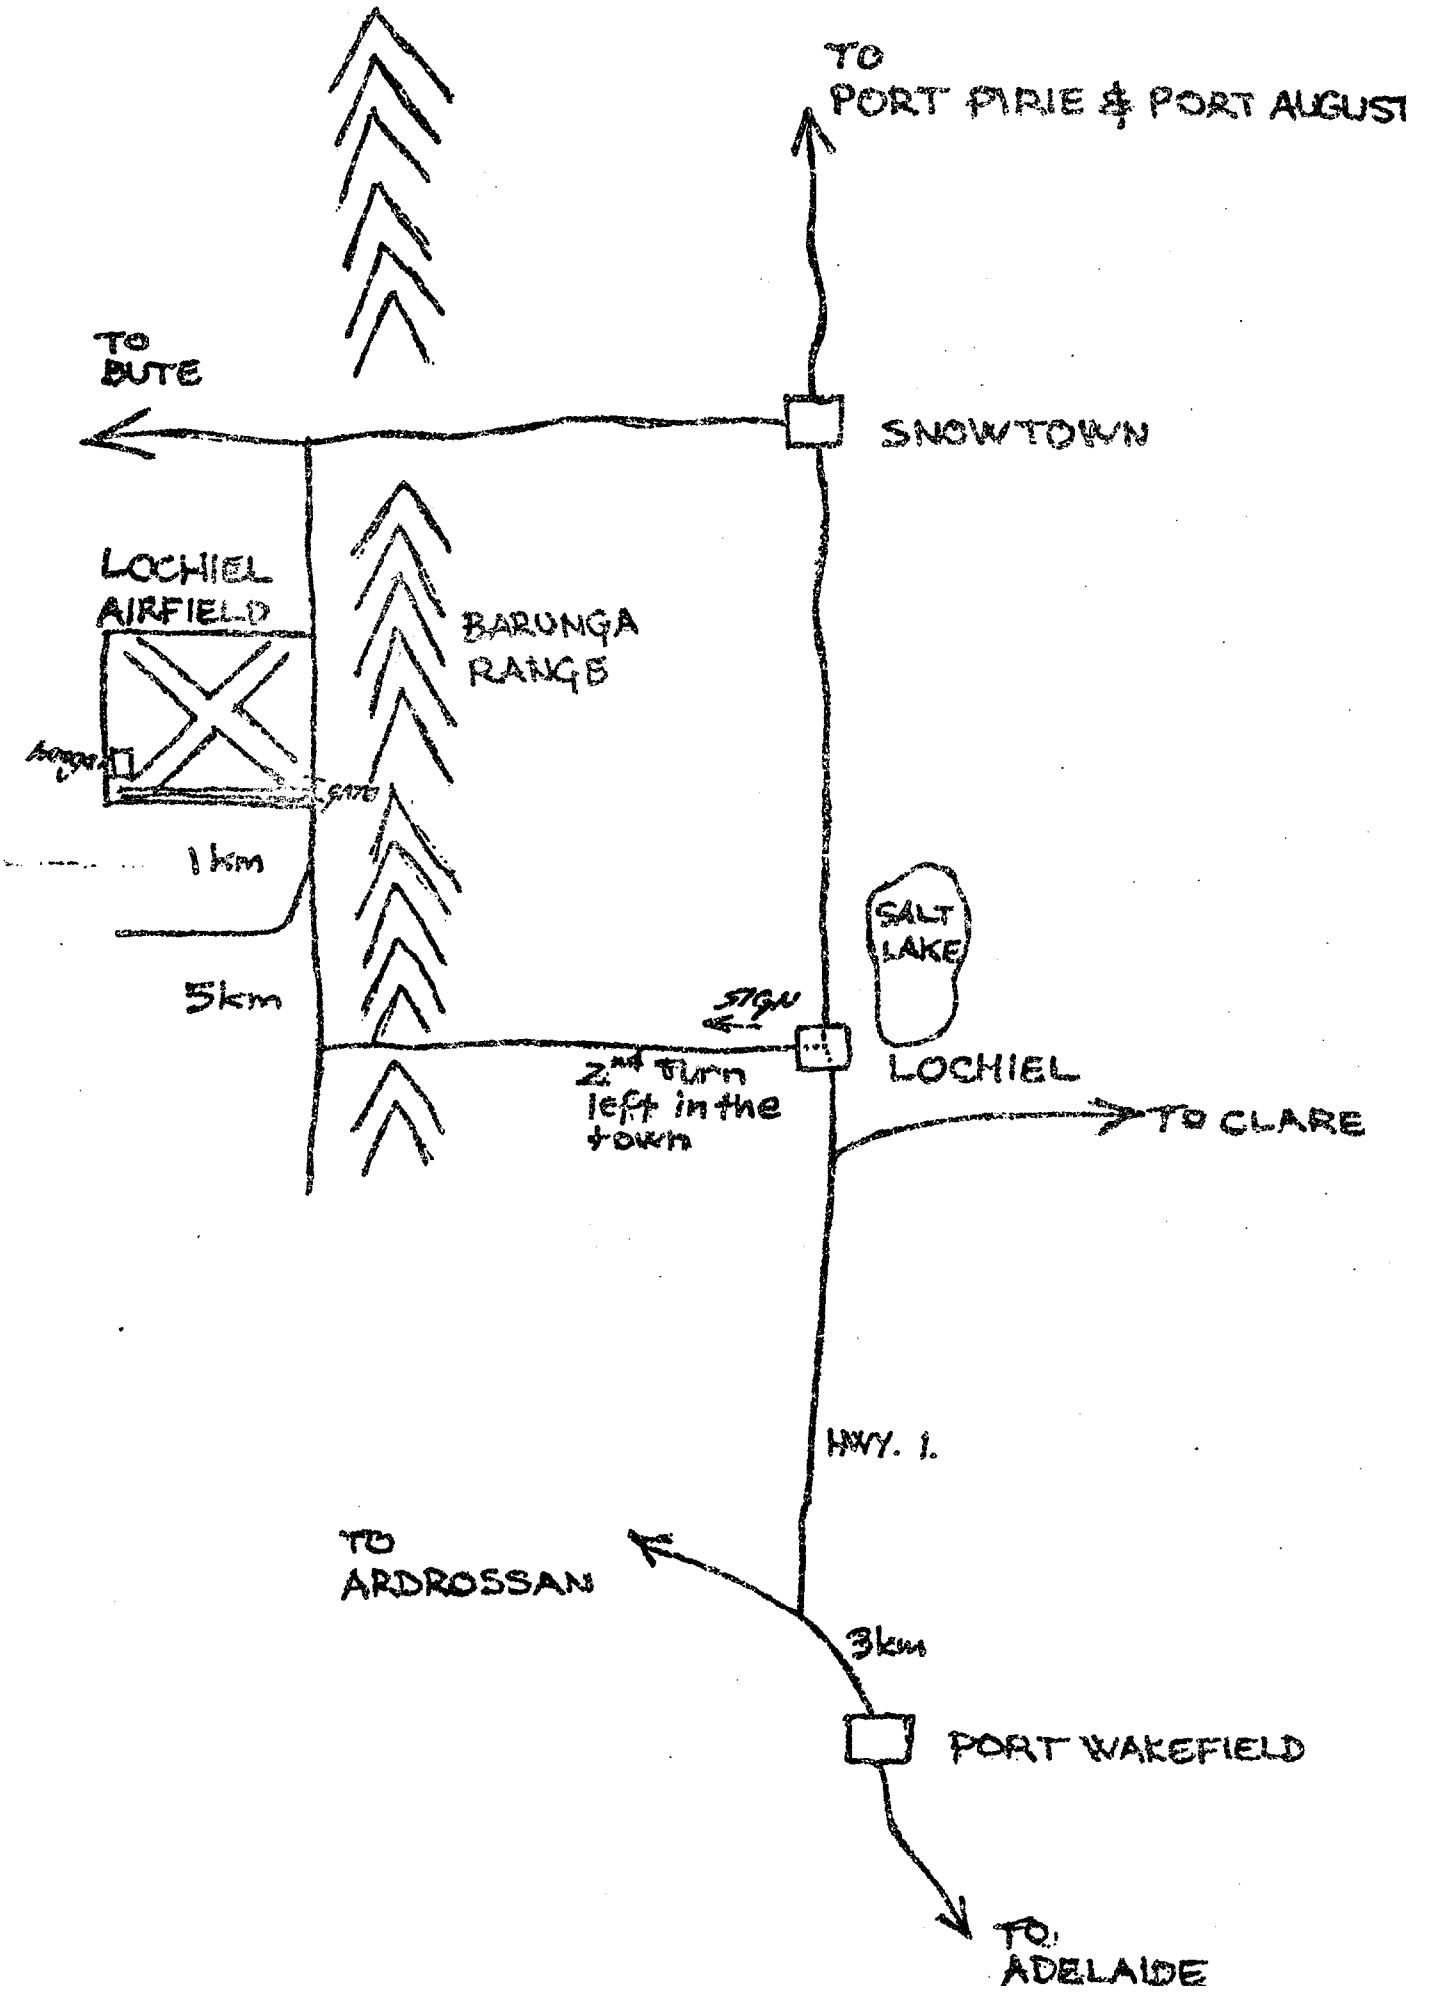 TO
PORT PIRIE & PORT AUGUST
TO
BUTE
SNOWTOWN
LOCHIEL
AIRFIELD
BARUNGA
RANGE
GATE
1km
SALT
LAKE
5km
SIGN
2nd Turn
left in the
town
LOCHIEL
TO CLARE
HWY. 1.
TO
ARDROSSAN
3km
PORT WAKEFIELD
TO
ADELAIDE